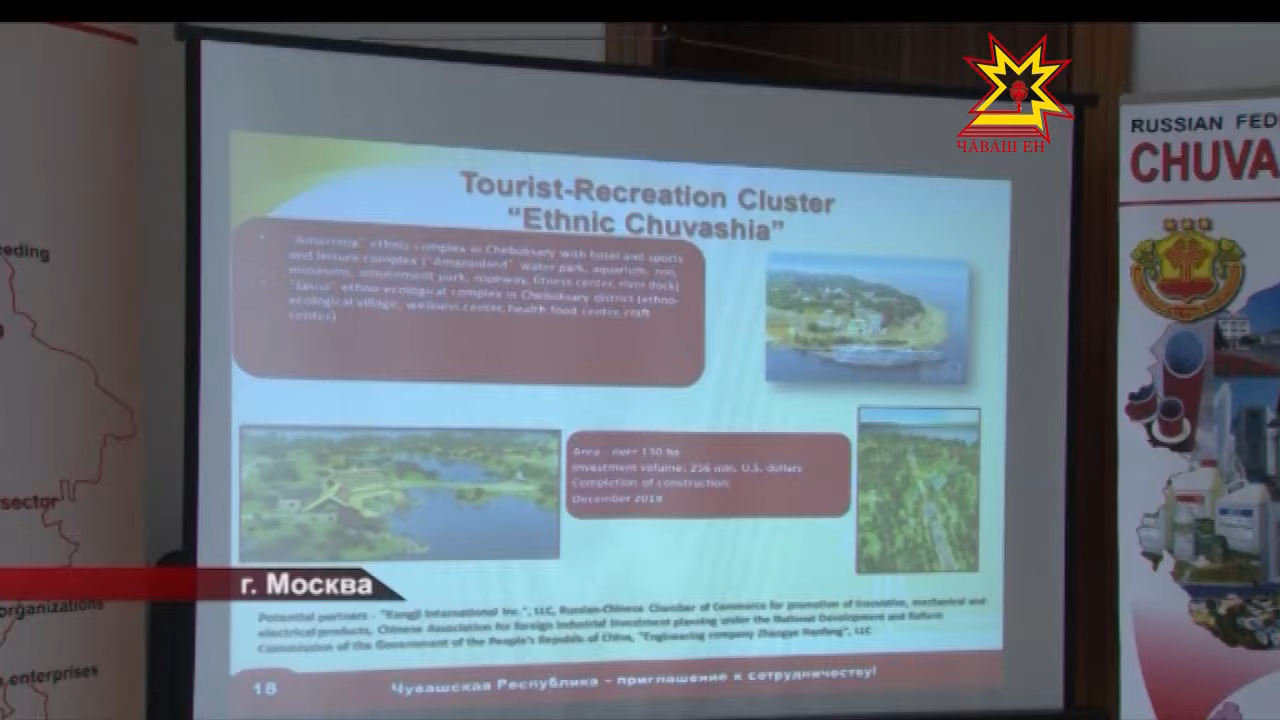 ЧĂВАШ ЕН
RUSSIAN FED
CHUVA
Tourist-Recreation Cluster
“Ethnic Chuvashia”
ethnic complex in Cheboksary with hotel and sports
and leisure complex ("Amazonland" water park, aquarium, zoo,
museums, amusement park, ropeway, fitness center, river dock)
ethno-ecological complex in Cheboksary district (ethno-
ecological village, wellness center, health food center, craft
center)
Area - over 130 ha
Investment volume: 256 mln. U.S. dollars
Completion of construction:
December 2018
eeding
sector
organizations
enterprises
г. Москва
Potential partners - "Kangji International Inc.", LLC, Russian-Chinese Chamber of Commerce for promotion of innovative, mechanical and
electrical products, Chinese Association for foreign industrial investment planning under the National Development and Reform
Commission of the Government of the People's Republic of China, "Engineering company Nanfang", LLC
18
Чувашская Республика – приглашение к сотрудничеству!